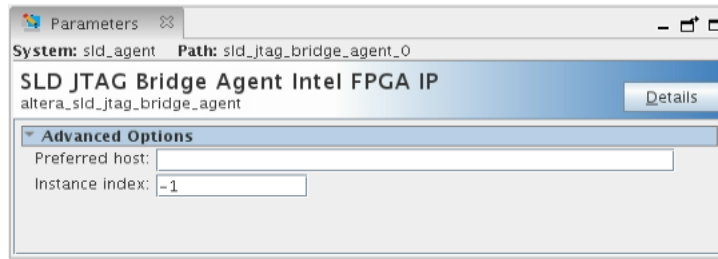 Parameters
System: sld_agent Path: sld_jtag_bridge_agent_0
SLD JTAG Bridge Agent Intel FPGA IP
altera_sld_jtag_bridge_agent
Details
Advanced Options
Preferred host:
Instance index: -1